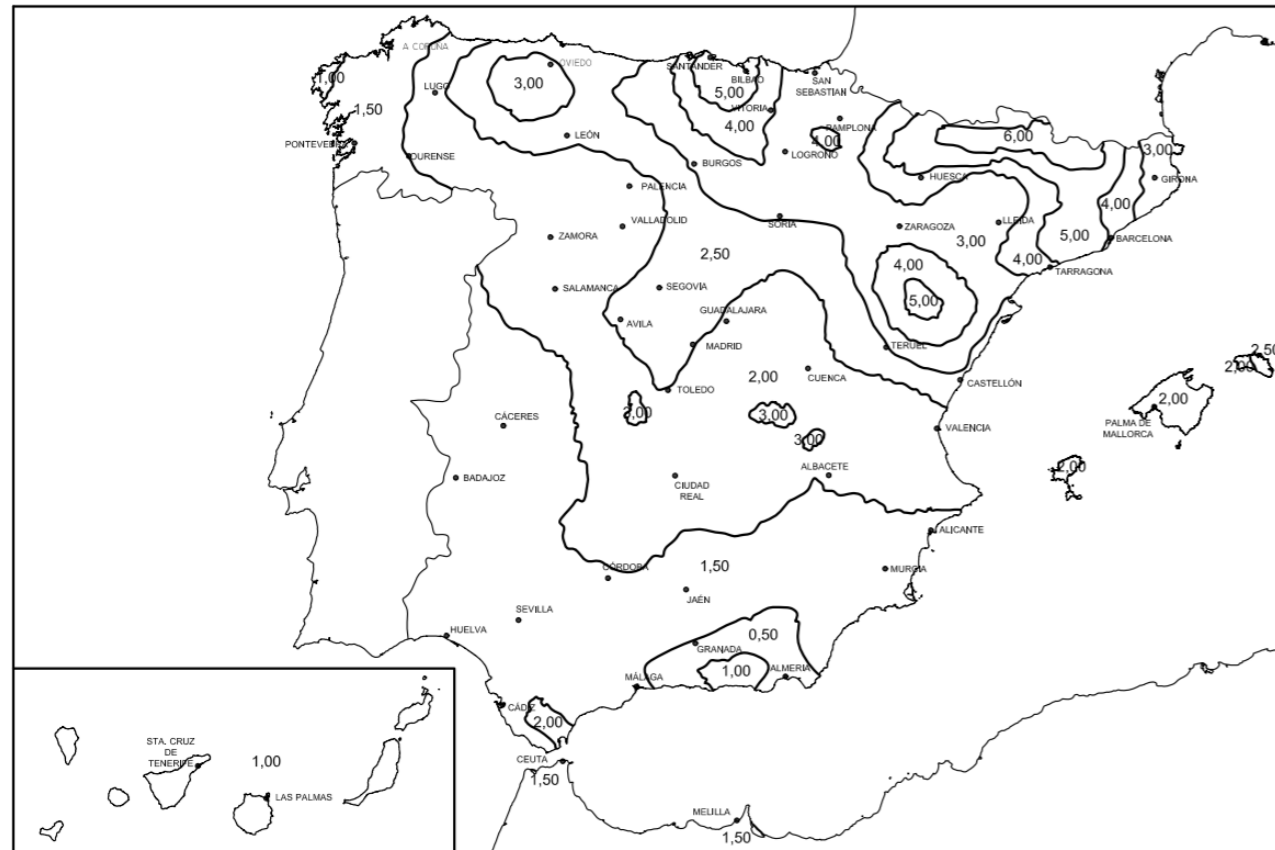 A CORUÑA
LUGO
OVIEDO
3,00
SANTANDER
BILBAO
5,00
SAN
SEBASTIAN
1,00
1,50
VITORIA
4,00
PAMPLONA
4,00
6,00
PONTEVEDRA
OURENSE
LEÓN
BURGOS
LOGROÑO
HUESCA
3,00
GIRONA
PALENCIA
VALLADOLID
ZAMORA
SORIA
ZARAGOZA
LLEIDA
3,00
4,00
5,00
BARCELONA
4,00
TARRAGONA
2,50
4,00
5,00
SALAMANCA
SEGOVIA
AVILA
GUADALAJARA
MADRID
TERUEL
2,00
CUENCA
TOLEDO
CASTELLÓN
2,50
2,00
2,00
PALMA DE
MALLORCA
CÁCERES
3,00
3,00
3,00
VALENCIA
BADAJOZ
CIUDAD
REAL
ALBACETE
2,00
ALICANTE
CÓRDOBA
1,50
MURCIA
JAÉN
SEVILLA
HUELVA
GRANADA
0,50
1,00
ALMERIA
MÁLAGA
CÁDIZ
2,00
CEUTA
1,50
MELILLA
1,50
STA. CRUZ
DE
TENERIFE
1,00
LAS PALMAS